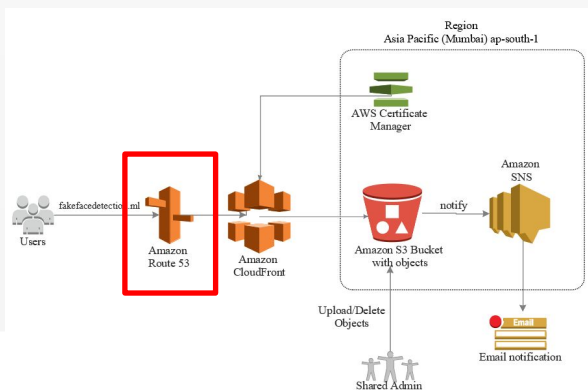 Region
Asia Pacific (Mumbai) ap-south-1
AWS Certificate
Manager
Amazon
SNS
fakefacedetection.ml
notify
Users
Amazon
Route 53
Amazon
CloudFront
Amazon S3 Bucket
with objects
Upload/Delete
Objects
Email
Email notification
Shared Admin